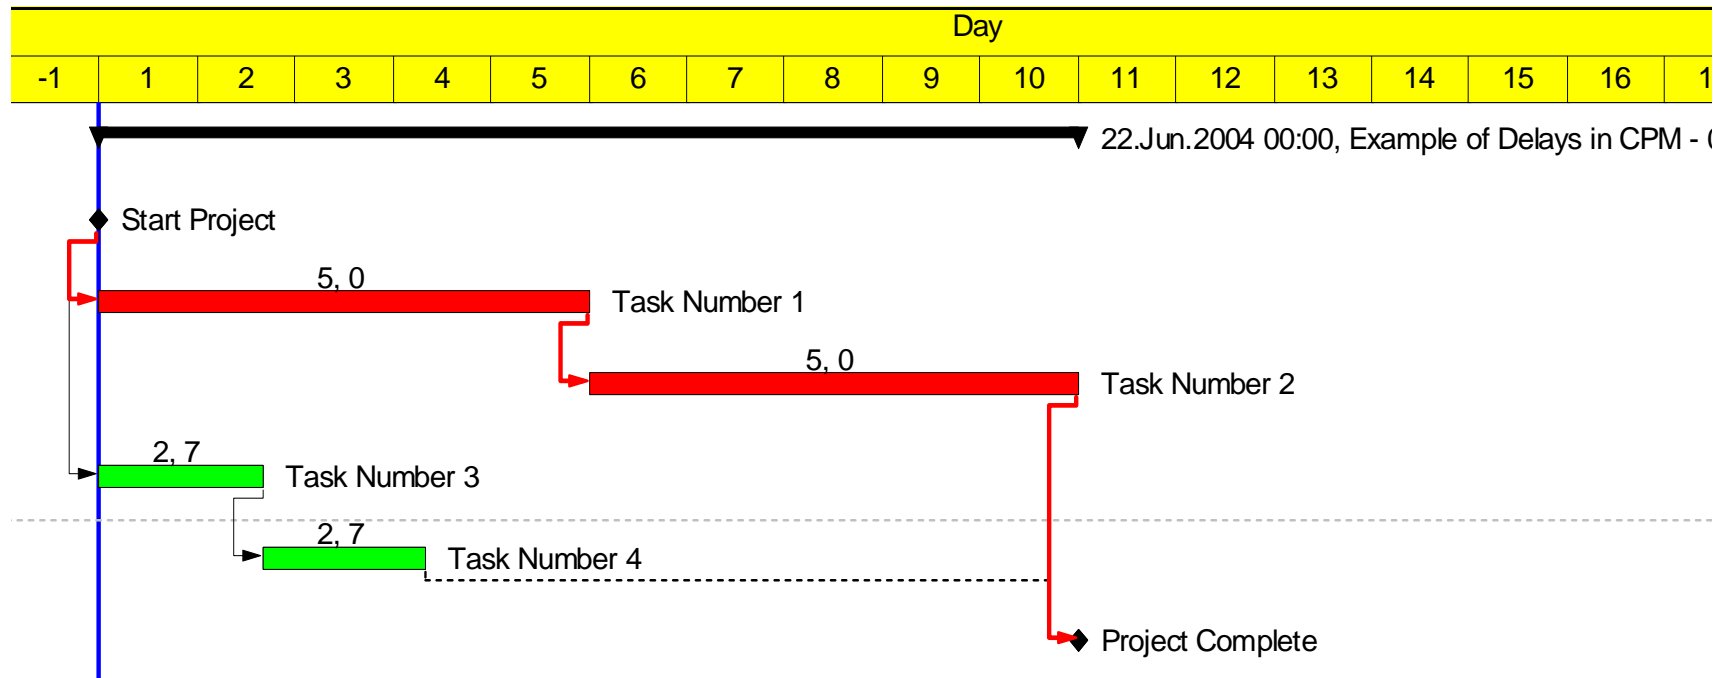 Day
-1 1 2 3 4 5 6 7 8 9 10 11 12 13 14 15 16 1
22.Jun.2004 00:00, Example of Delays in CPM -
Start Project
5, 0
Task Number 1
5, 0
Task Number 2
2, 7
Task Number 3
2, 7
Task Number 4
Project Complete